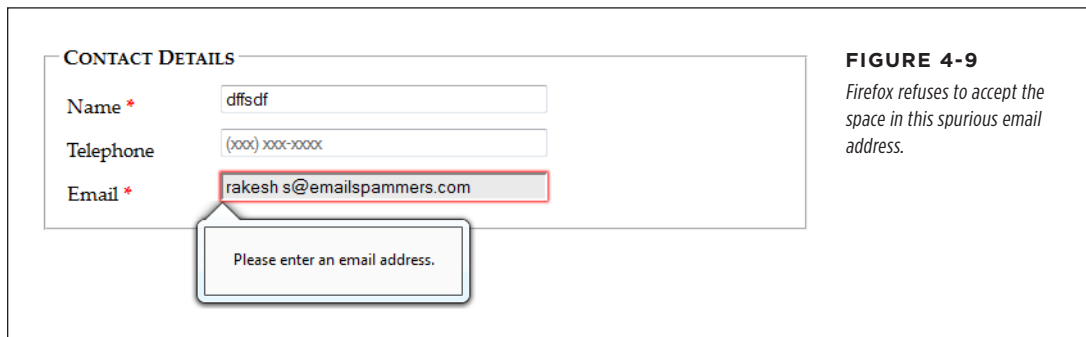 CONTACT DETAILS
Name *
dffsdf
Telephone
(xxx) xxx-xxxx
Email *
rakesh s@emailspammers.com
Please enter an email address.
FIGURE 4-9
Firefox refuses to accept the
space in this spurious email
address.